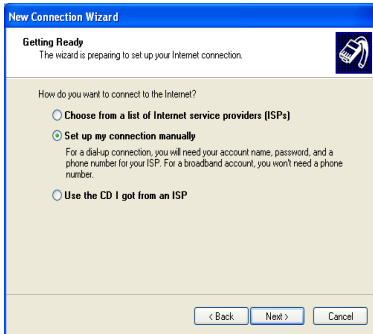 New Connection Wizard
Getting Ready
The wizard is preparing to set up your Internet connection.
How do you want to connect to the Internet?
Choose from a list of Internet service providers (ISPs)
Set up my connection manually
For a dial-up connection, you will need your account name, password, and a
phone number for your ISP. For a broadband account, you won't need a phone
number.
Use the CD I got from an ISP
< Back Next > Cancel